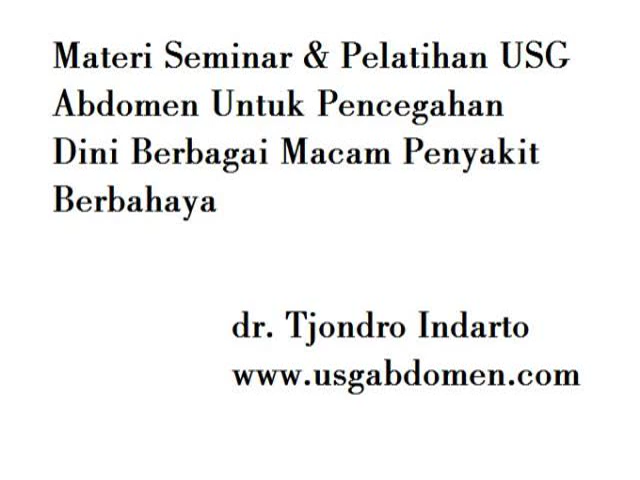 Materi Seminar & Pelatihan USG
Abdomen Untuk Pencegahan
Dini Berbagai Macam Penyakit
Berbahaya
dr. Tjondro Indarto
www.usgabdomen.com